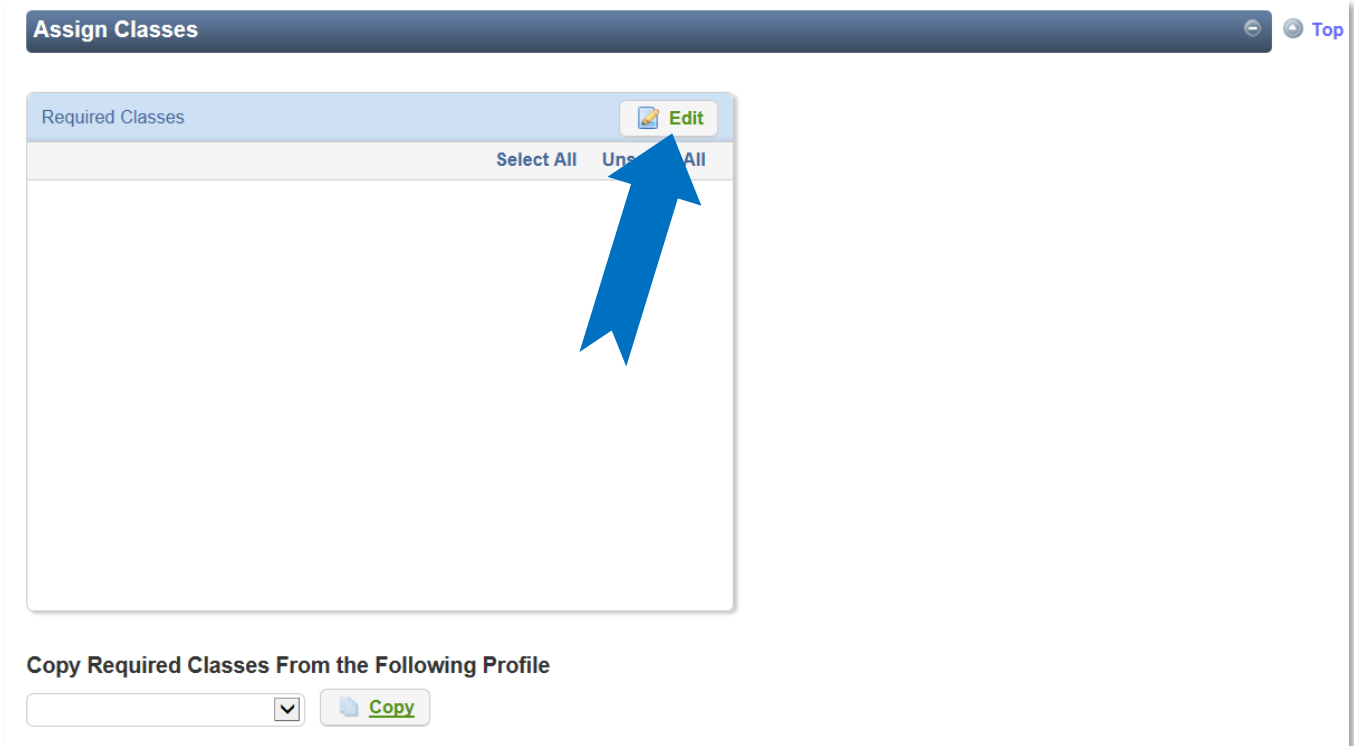 Assign Classes
Top
Required Classes
Edit
Select All
All
Copy Required Classes From the Following Profile
Copy